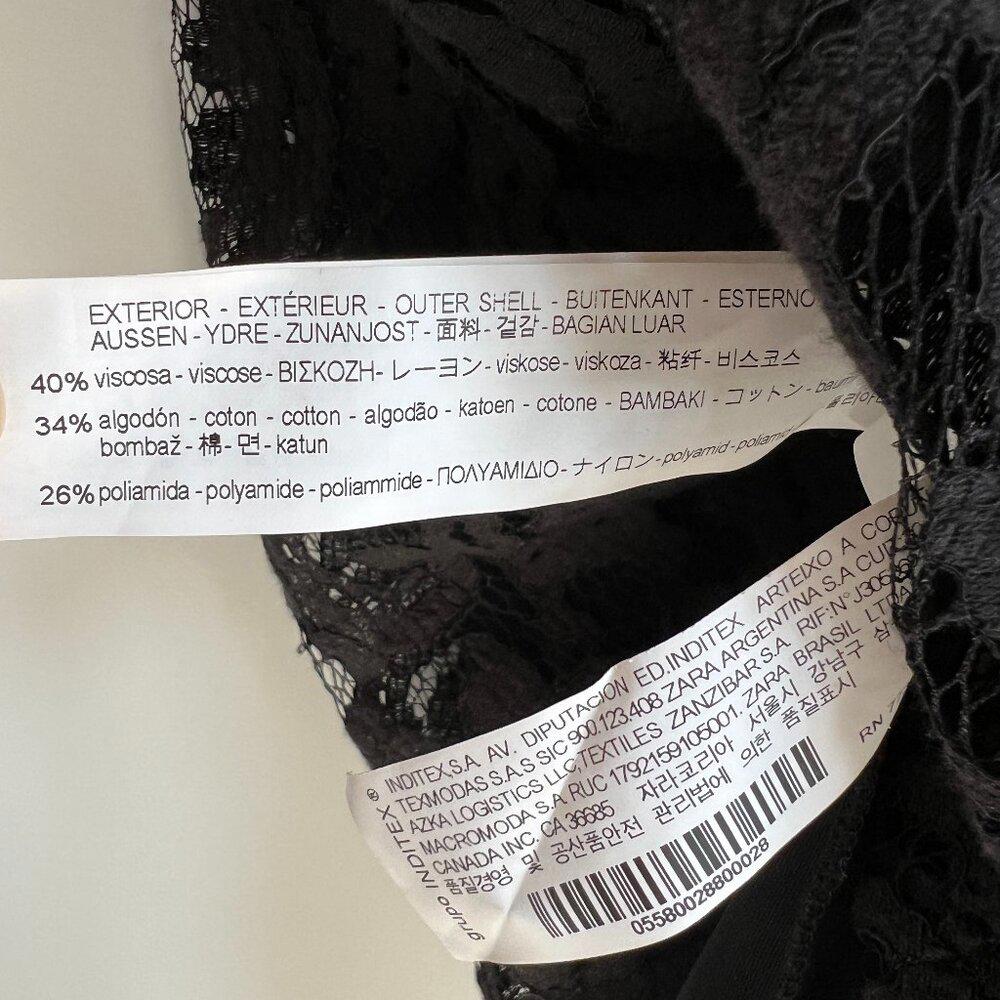 EXTERIOR - EXTÉRIEUR - OUTER SHELL - BUITENKANT - ESTERNO
AUSSEN - YDRE - ZUNANJOST - 面料 - 겉감 - BAGIAN LUAR
40% viscosa - viscose - ΒΙΣΚΟΖΗ - レーヨン - viskose - viskoza - 粘纤 - 비스코스
34% algodón - coton - cotton - algodão - katoen - cotone - BAMBAKI - コットン -
bombaž - 棉 - 면 - katun
26% poliamida - polyamide - poliammide - ΠΟΛΥΑΜΙΔΙΟ - ナイロン - polyamid - poliamid
grupo INDITEX ®
INDITEX,S.A. AV. DIPUTACION ED.INDITEX ARTEIXO A
TEXMODAS S.A.S SIC 900.123.408 ZARA ARGENTINA S.A
AZKA LOGISTICS LLC,TEXTILES ZANZIBAR,S.A. RIF:N°
MACROMODA S.A RUC 1792159105001. ZARA BRASIL LTDA
CANADA INC. CA 36685 자라코리아 서울시 강남구 삼
품질경영 및 공산품안전 관리법에 의한 품질표시
RN
05580028800028